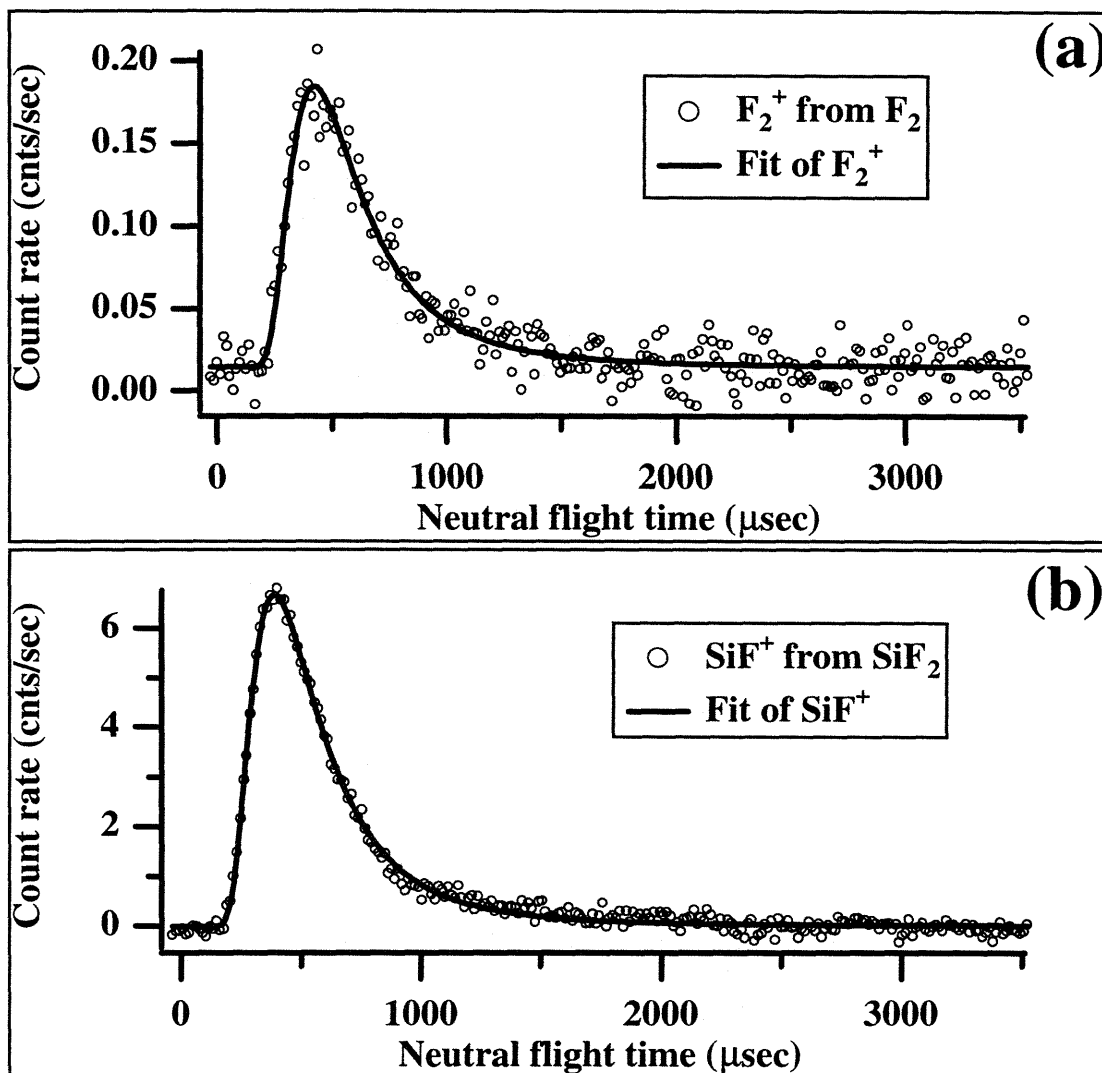 (a)
0.20
0.15
0.10
0.05
0.00
Count rate (cnts/sec)
F₂⁺ from F₂
Fit of F₂⁺
0
1000
2000
3000
Neutral flight time (μsec)
(b)
6
4
2
0
Count rate (cnts/sec)
SiF⁺ from SiF₂
Fit of SiF⁺
0
1000
2000
3000
Neutral flight time (μsec)